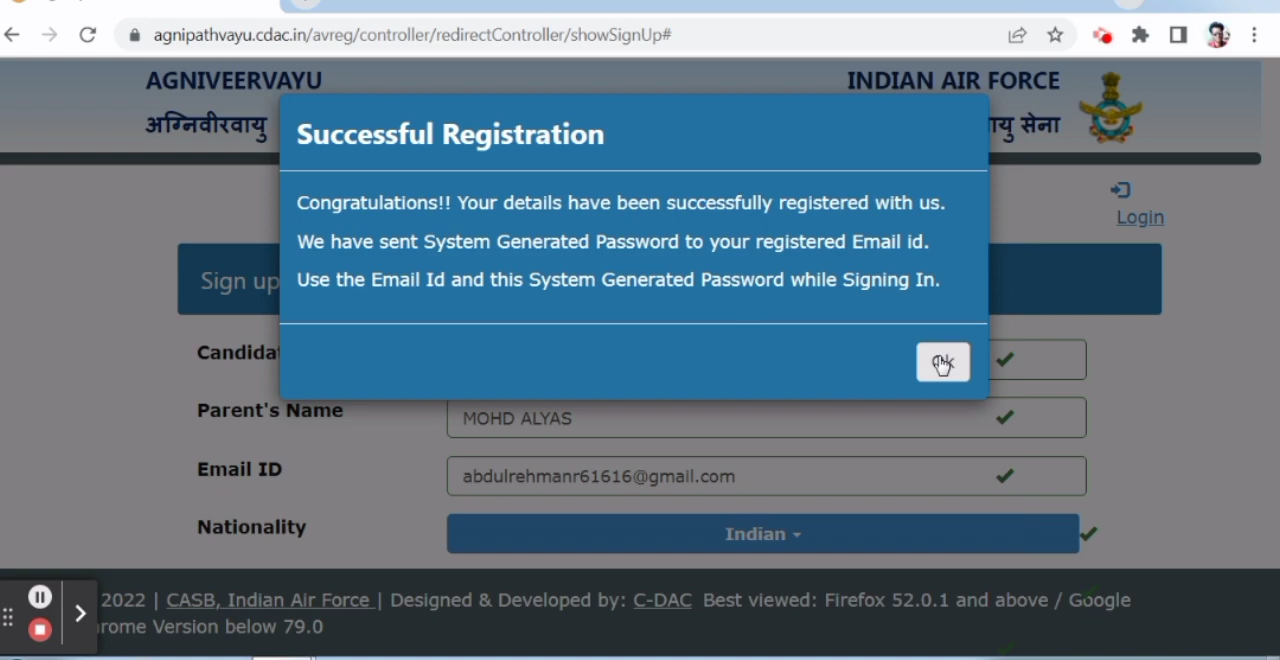 agnipathvayu.cdac.in/avreg/controller/redirectController/showSignUp#
AGNIVEERVAYU
INDIAN AIR FORCE
अग्निवीरवायु
सेना
Successful Registration
Congratulations!! Your details have been successfully registered with us.
We have sent System Generated Password to your registered Email id.
Use the Email Id and this System Generated Password while Signing In.
Login
Sign up
Parent's Name
MOHD ALYAS
Email ID
abdulrehmanr61616@gmail.com
Nationality
Indian
2022 | CASB, Indian Air Force | Designed & Developed by: C-DAC Best viewed: Firefox 52.0.1 and above / Google
Version below 79.0